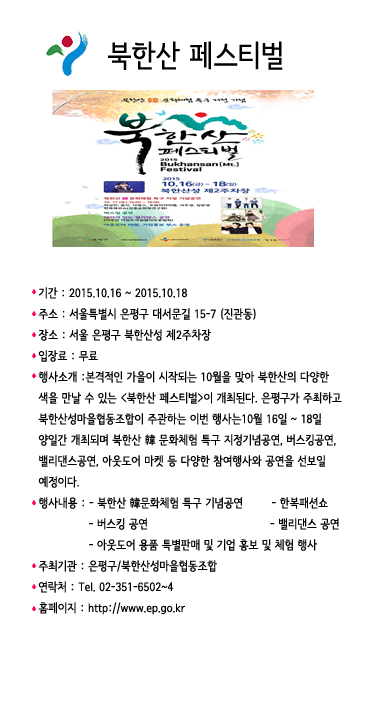 북한산 페스티벌
북한산 韓 문화체험 특구 지정 기념
북한산
페스티벌
2015
Bukhansan(Mt.)
Festival
2015
10.16(금) - 18(일)
북한산성 제2주차장
기간 : 2015.10.16 ~ 2015.10.18
주소 : 서울특별시 은평구 대서문길 15-7 (진관동)
장소 : 서울 은평구 북한산성 제2주차장
입장료 : 무료
행사소개 :본격적인 가을이 시작되는 10월을 맞아 북한산의 다양한
색을 만날 수 있는 <북한산 페스티벌>이 개최된다. 은평구가 주최하고
북한산성마을협동조합이 주관하는 이번 행사는10월 16일 ~ 18일
양일간 개최되며 북한산 韓 문화체험 특구 지정기념공연, 버스킹공연,
밸리댄스공연, 아웃도어 마켓 등 다양한 참여행사와 공연을 선보일
예정이다.
행사내용 : - 북한산 韓문화체험 특구 기념공연 - 한복패션쇼
- 버스킹 공연 - 밸리댄스 공연
- 아웃도어 용품 특별판매 및 기업 홍보 및 체험 행사
주최기관 : 은평구/북한산성마을협동조합
연락처 : Tel. 02-351-6502~4
홈페이지 : http://www.ep.go.kr